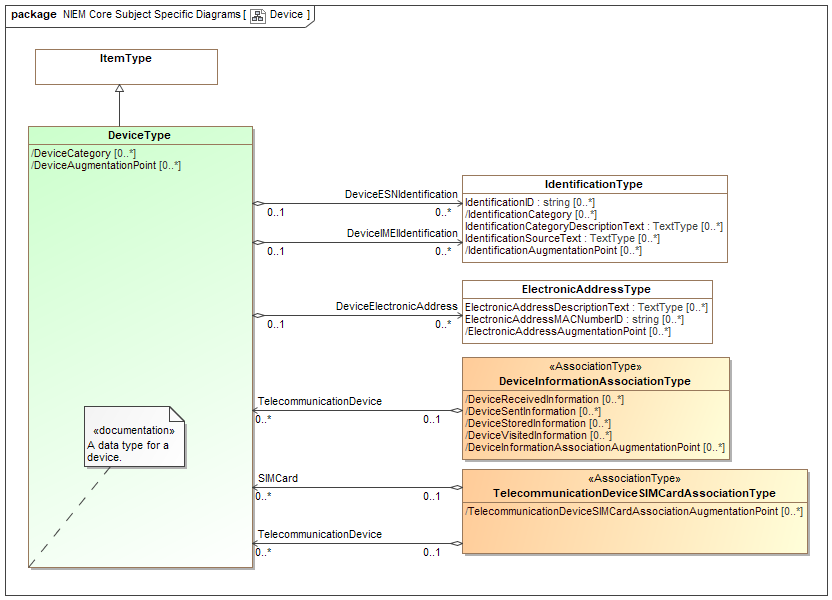 package NIEM Core Subject Specific Diagrams [ Device ]
ItemType
DeviceType
/DeviceCategory [0..*]
/DeviceAugmentationPoint [0..*]
DeviceESNIdentification
0..1
0..*
DeviceIMEIIdentification
0..1
0..*
IdentificationType
IdentificationID : string [0..*]
/IdentificationCategory [0..*]
IdentificationCategoryDescriptionText : TextType [0..*]
IdentificationSourceText : TextType [0..*]
/IdentificationAugmentationPoint [0..*]
DeviceElectronicAddress
0..1
0..*
ElectronicAddressType
ElectronicAddressDescriptionText : TextType [0..*]
ElectronicAddressMACNumberID : string [0..*]
/ElectronicAddressAugmentationPoint [0..*]
TelecommunicationDevice
0..*
0..1
«AssociationType»
DeviceInformationAssociationType
/DeviceReceivedInformation [0..*]
/DeviceSentInformation [0..*]
/DeviceStoredInformation [0..*]
/DeviceVisitedInformation [0..*]
/DeviceInformationAssociationAugmentationPoint [0..*]
«documentation»
A data type for a
device.
SIMCard
0..*
0..1
TelecommunicationDevice
0..*
0..1
«AssociationType»
TelecommunicationDeviceSIMCardAssociationType
/TelecommunicationDeviceSIMCardAssociationAugmentationPoint [0..*]